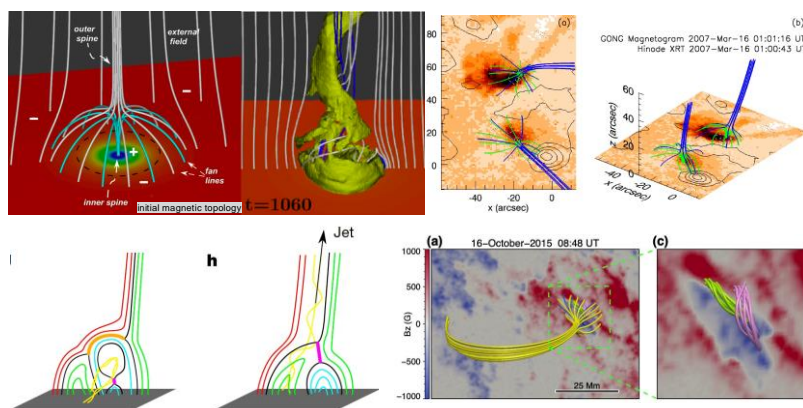 outer
spine
external
field
fan
lines
inner spine
initial magnetic topology
t=1060
(a)
80
60
40
20
0
-40 -20 0
x (arcsec)
(b)
GONG Magnetogram 2007-Mar-16 01:01:16 UT
Hinode XRT 2007-Mar-16 01:00:43 UT
z (arcsec)
60
40
20
0
-40
-20
0
x (arcsec)
h
Jet
(a)
16-October-2015 08:48 UT
(c)
Bz (G)
1000
500
0
-500
-1000
25 Mm